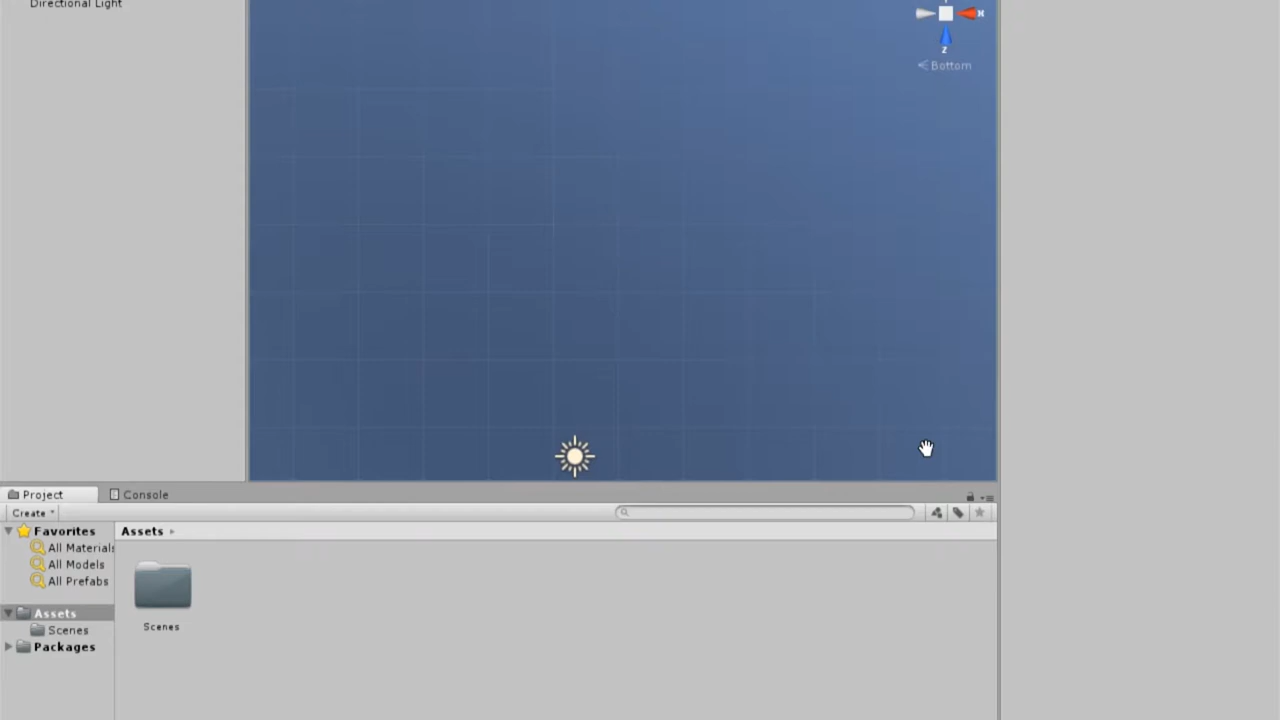 Directional Light
x
z
Bottom
Project
Console
Create
Favorites
Assets
All Materials
All Models
All Prefabs
Scenes
Assets
Scenes
Packages